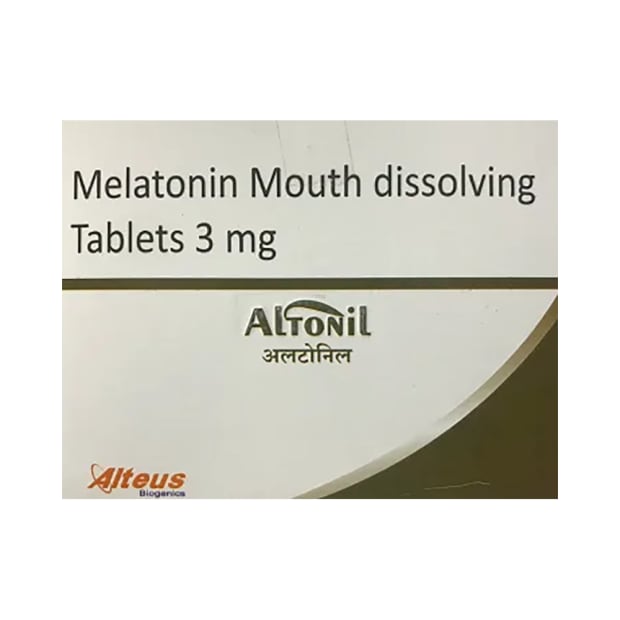 Melatonin Mouth dissolving
Tablets 3 mg
ALTONiL
अलटोनिल
Alteus
Biogenics